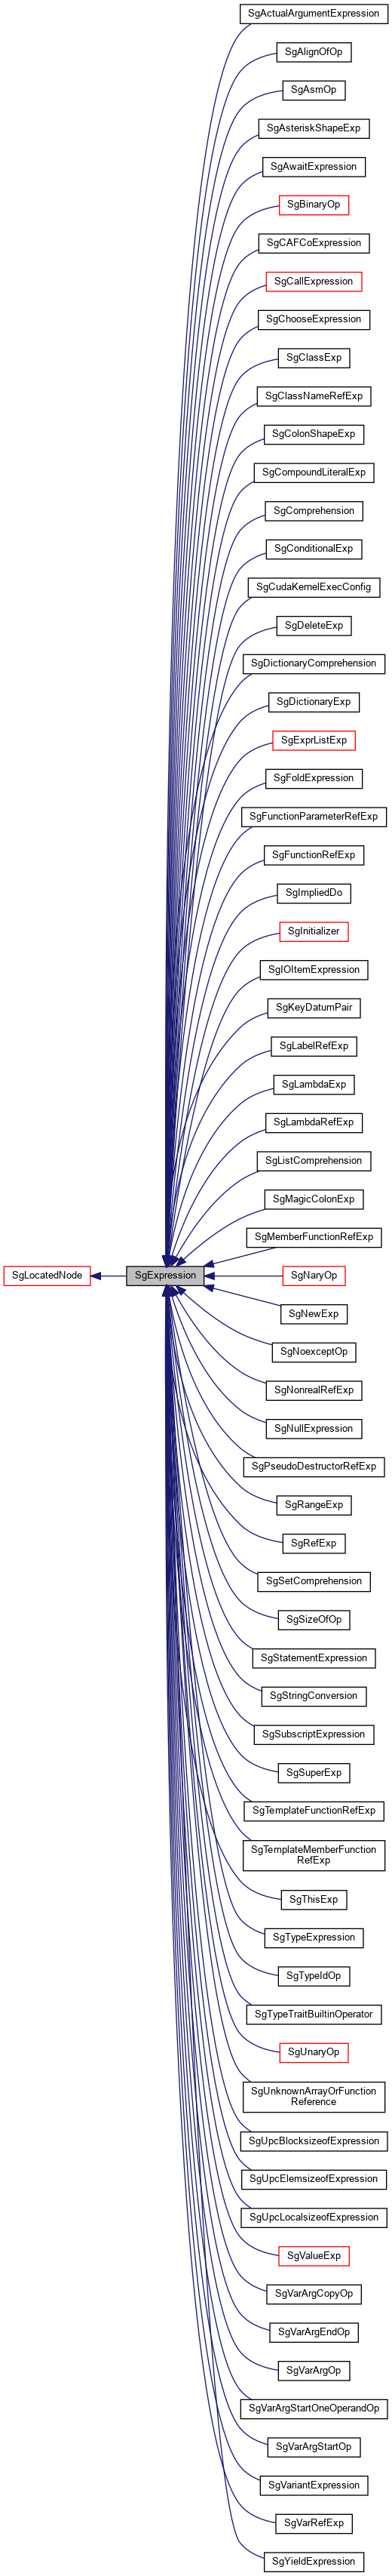 SgActualArgumentExpression
SgAlignOfOp
SgAsmOp
SgAsteriskShapeExp
SgAwaitExpression
SgBinaryOp
SgCAFCoExpression
SgCallExpression
SgChooseExpression
SgClassExp
SgClassNameRefExp
SgColonShapeExp
SgCompoundLiteralExp
SgComprehension
SgConditionalExp
SgCudaKernelExecConfig
SgDeleteExp
SgDictionaryComprehension
SgDictionaryExp
SgExprListExp
SgFoldExpression
SgFunctionParameterRefExp
SgFunctionRefExp
SgImpliedDo
SgInitializer
SgIOItemExpression
SgKeyDatumPair
SgLabelRefExp
SgLambdaExp
SgLambdaRefExp
SgListComprehension
SgMagicColonExp
SgMemberFunctionRefExp
SgLocatedNode
SgExpression
SgNaryOp
SgNewExp
SgNoexceptOp
SgNonrealRefExp
SgNullExpression
SgPseudoDestructorRefExp
SgRangeExp
SgRefExp
SgSetComprehension
SgSizeOfOp
SgStatementExpression
SgStringConversion
SgSubscriptExpression
SgSuperExp
SgTemplateFunctionRefExp
SgTemplateMemberFunction
RefExp
SgThisExp
SgTypeExpression
SgTypeIdOp
SgTypeTraitBuiltinOperator
SgUnaryOp
SgUnknownArrayOrFunction
Reference
SgUpcBlocksizeofExpression
SgUpcElemsizeofExpression
SgUpcLocalsizeofExpression
SgValueExp
SgVarArgCopyOp
SgVarArgEndOp
SgVarArgOp
SgVarArgStartOneOperandOp
SgVarArgStartOp
SgVariantExpression
SgVarRefExp
SgYieldExpression